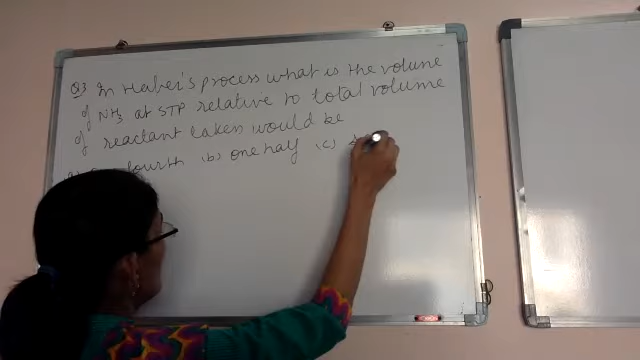 Q3 In Haber's process what is the volume
of NH3 at STP relative to total volume
of reactant taken would be
fourth (b) one half (c)